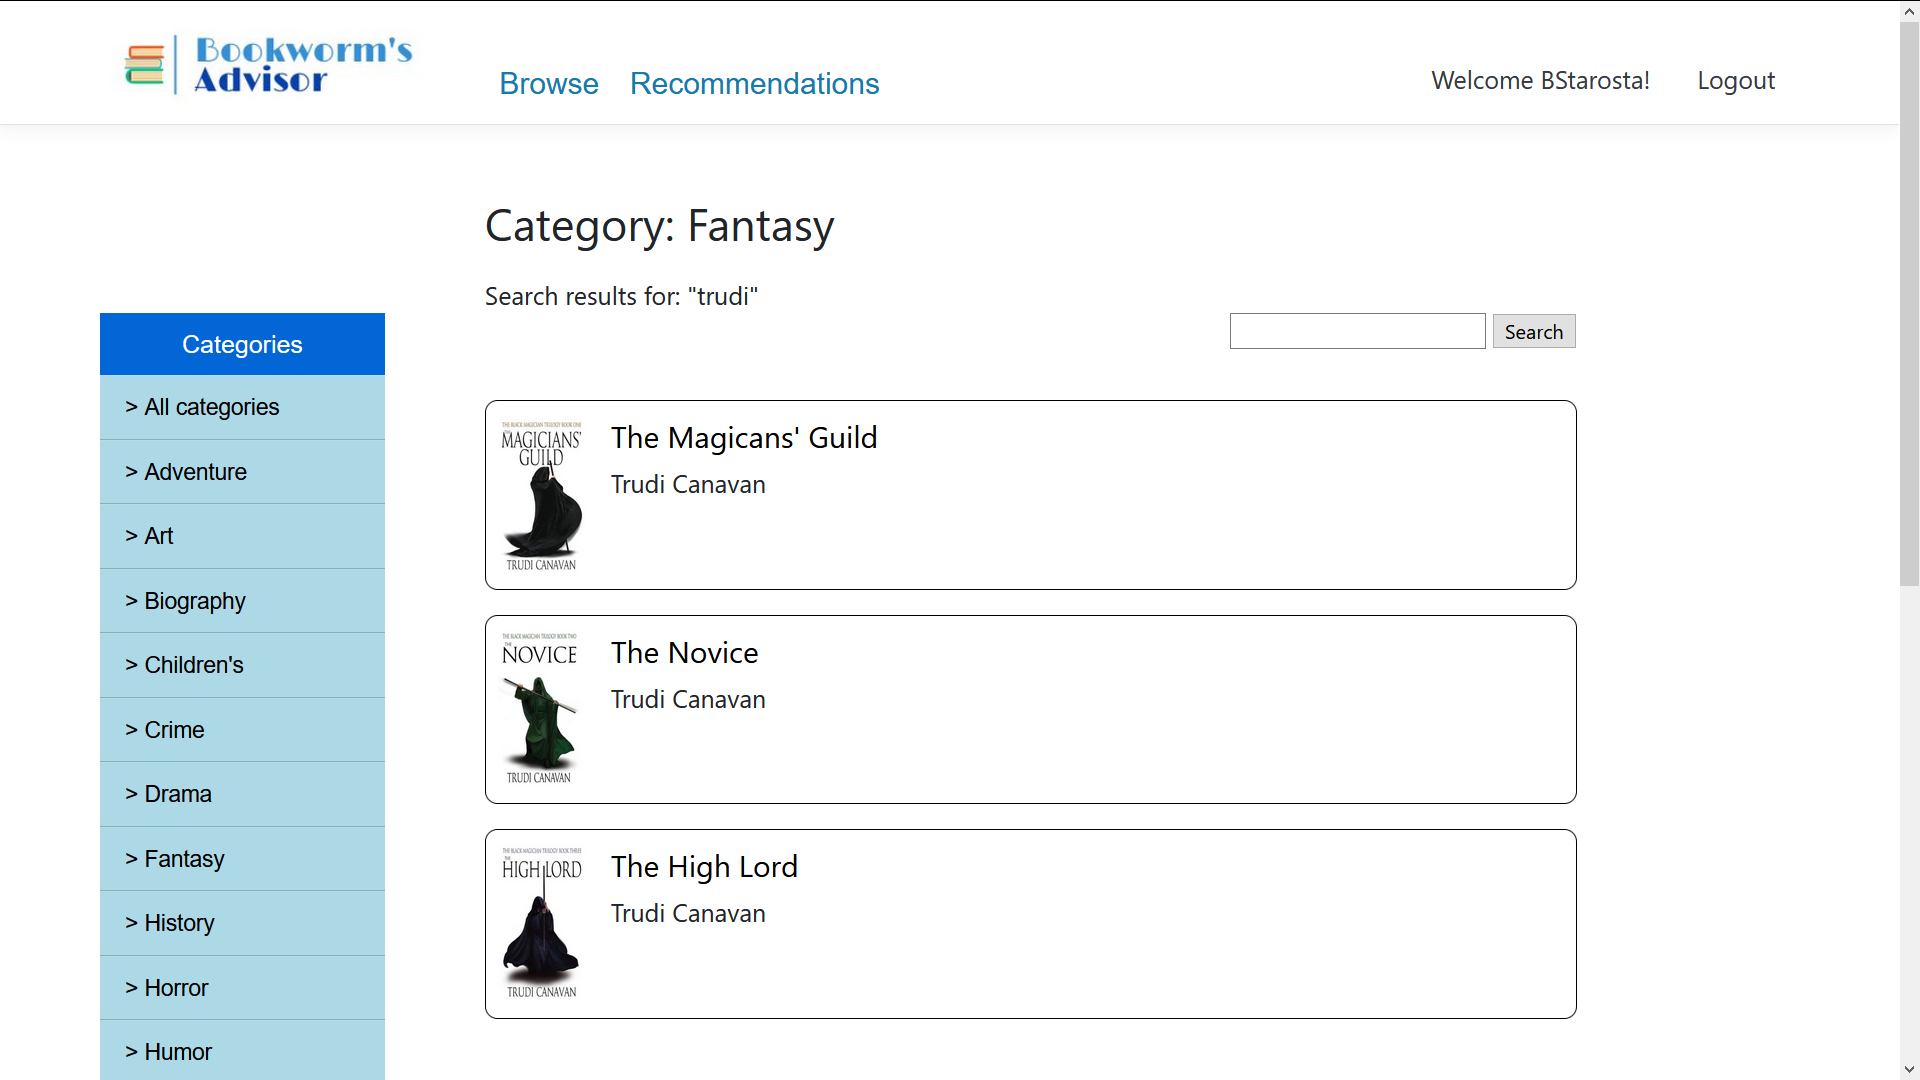 Bookworm's
Advisor
Browse
Recommendations
Welcome BStarosta!
Logout
Category: Fantasy
Search results for: "trudi"
Search
Categories
> All categories
> Adventure
> Art
> Biography
> Children's
> Crime
> Drama
> Fantasy
> History
> Horror
> Humor
THE BLACK MAGICIAN TRILOGY BOOK ONE
THE
MAGICIANS'
GUILD
TRUDI CANAVAN
The Magicans' Guild
Trudi Canavan
THE BLACK MAGICIAN TRILOGY BOOK TWO
THE
NOVICE
TRUDI CANAVAN
The Novice
Trudi Canavan
THE BLACK MAGICIAN TRILOGY BOOK THREE
THE
HIGH LORD
TRUDI CANAVAN
The High Lord
Trudi Canavan